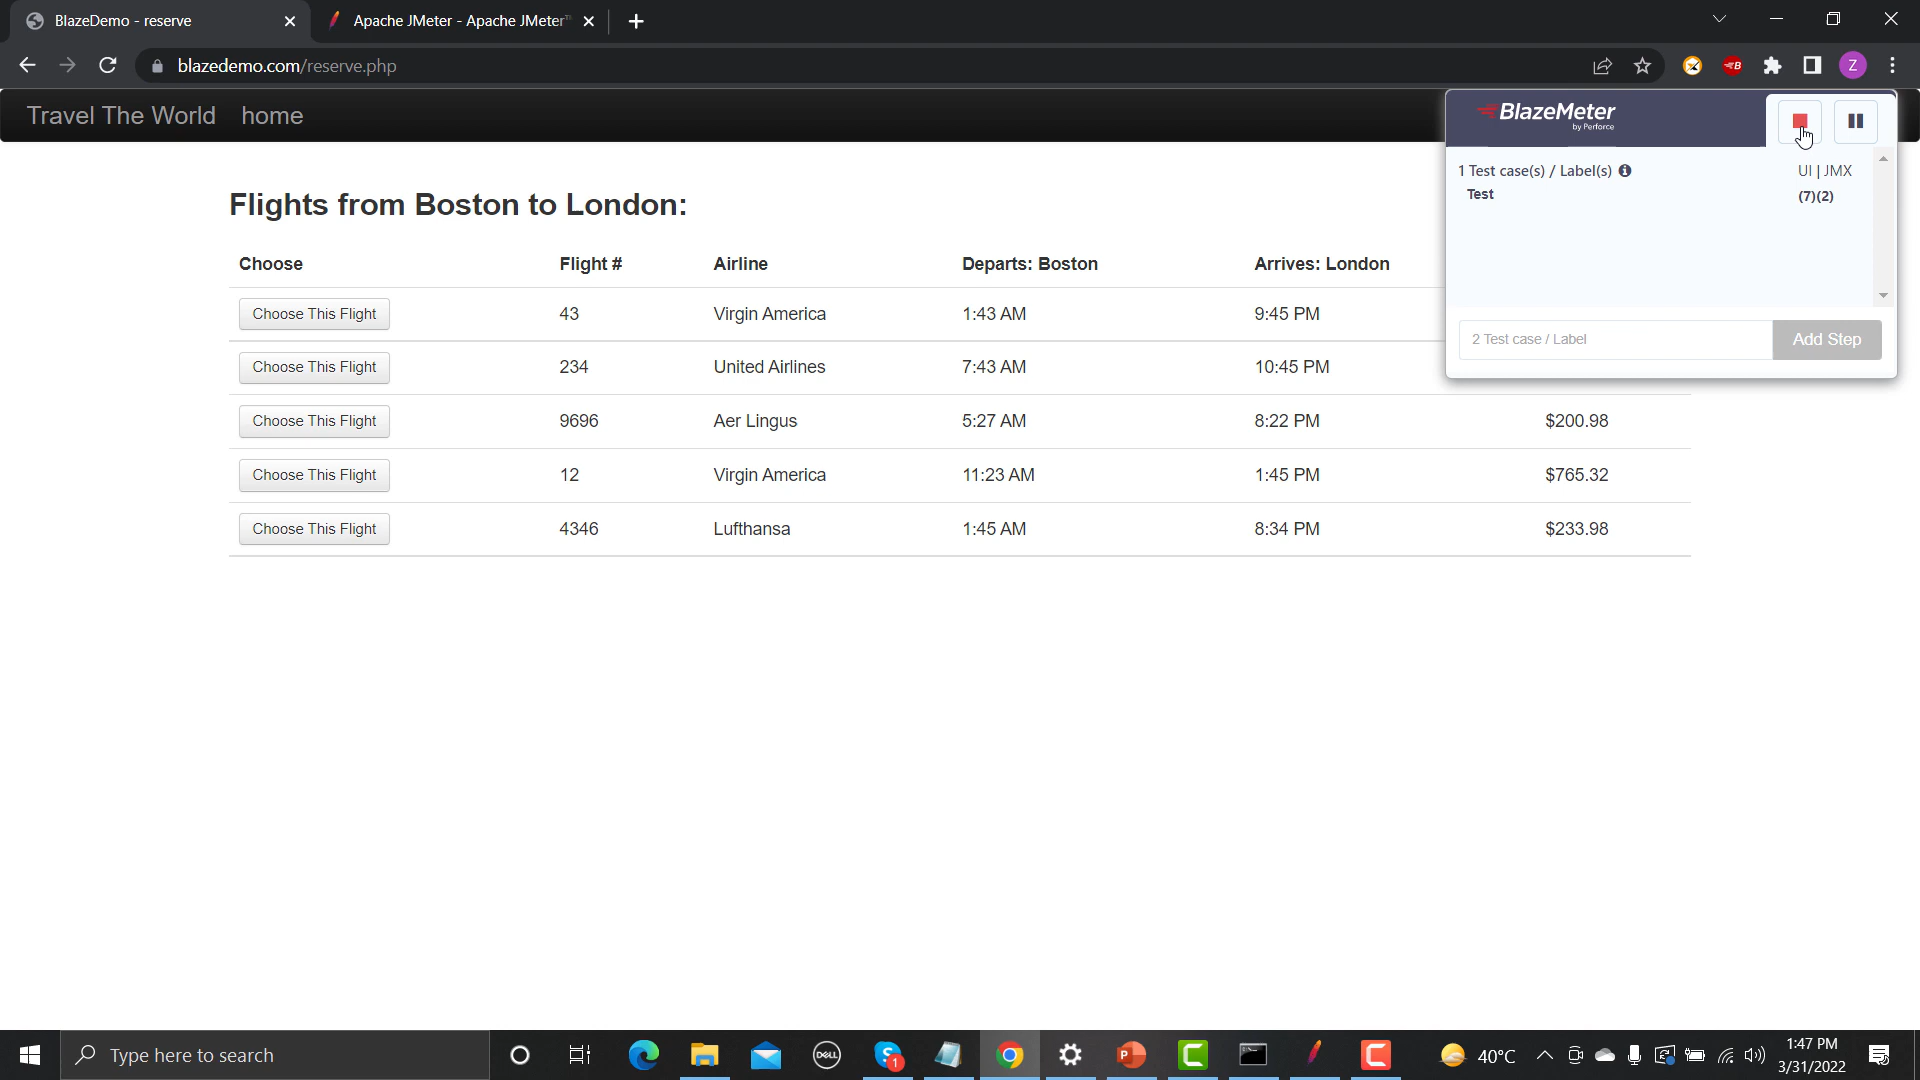 BlazeDemo - reserve
Apache JMeter - Apache JMeter™
blazedemo.com/reserve.php
Z
Travel The World home
BlazeMeter
by Perforce
1 Test case(s) / Label(s) UI | JMX
Test (7)(2)
2 Test case / Label Add Step
Flights from Boston to London:
Choose Flight # Airline Departs: Boston Arrives: London
Choose This Flight 43 Virgin America 1:43 AM 9:45 PM
Choose This Flight 234 United Airlines 7:43 AM 10:45 PM
Choose This Flight 9696 Aer Lingus 5:27 AM 8:22 PM $200.98
Choose This Flight 12 Virgin America 11:23 AM 1:45 PM $765.32
Choose This Flight 4346 Lufthansa 1:45 AM 8:34 PM $233.98
Type here to search
40°C
1:47 PM
3/31/2022